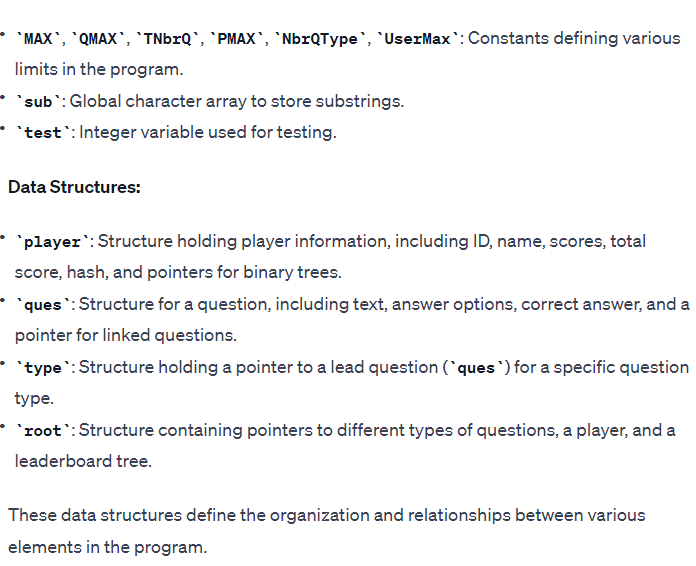 • `MAX`, `QMAX`, `TNbrQ`, `PMAX`, `NbrQType`, `UserMax`: Constants defining various
limits in the program.
• `sub`: Global character array to store substrings.
• `test`: Integer variable used for testing.
Data Structures:
• `player`: Structure holding player information, including ID, name, scores, total
score, hash, and pointers for binary trees.
• `ques`: Structure for a question, including text, answer options, correct answer, and a
pointer for linked questions.
• `type`: Structure holding a pointer to a lead question (`ques`) for a specific question
type.
• `root`: Structure containing pointers to different types of questions, a player, and a
leaderboard tree.
These data structures define the organization and relationships between various
elements in the program.